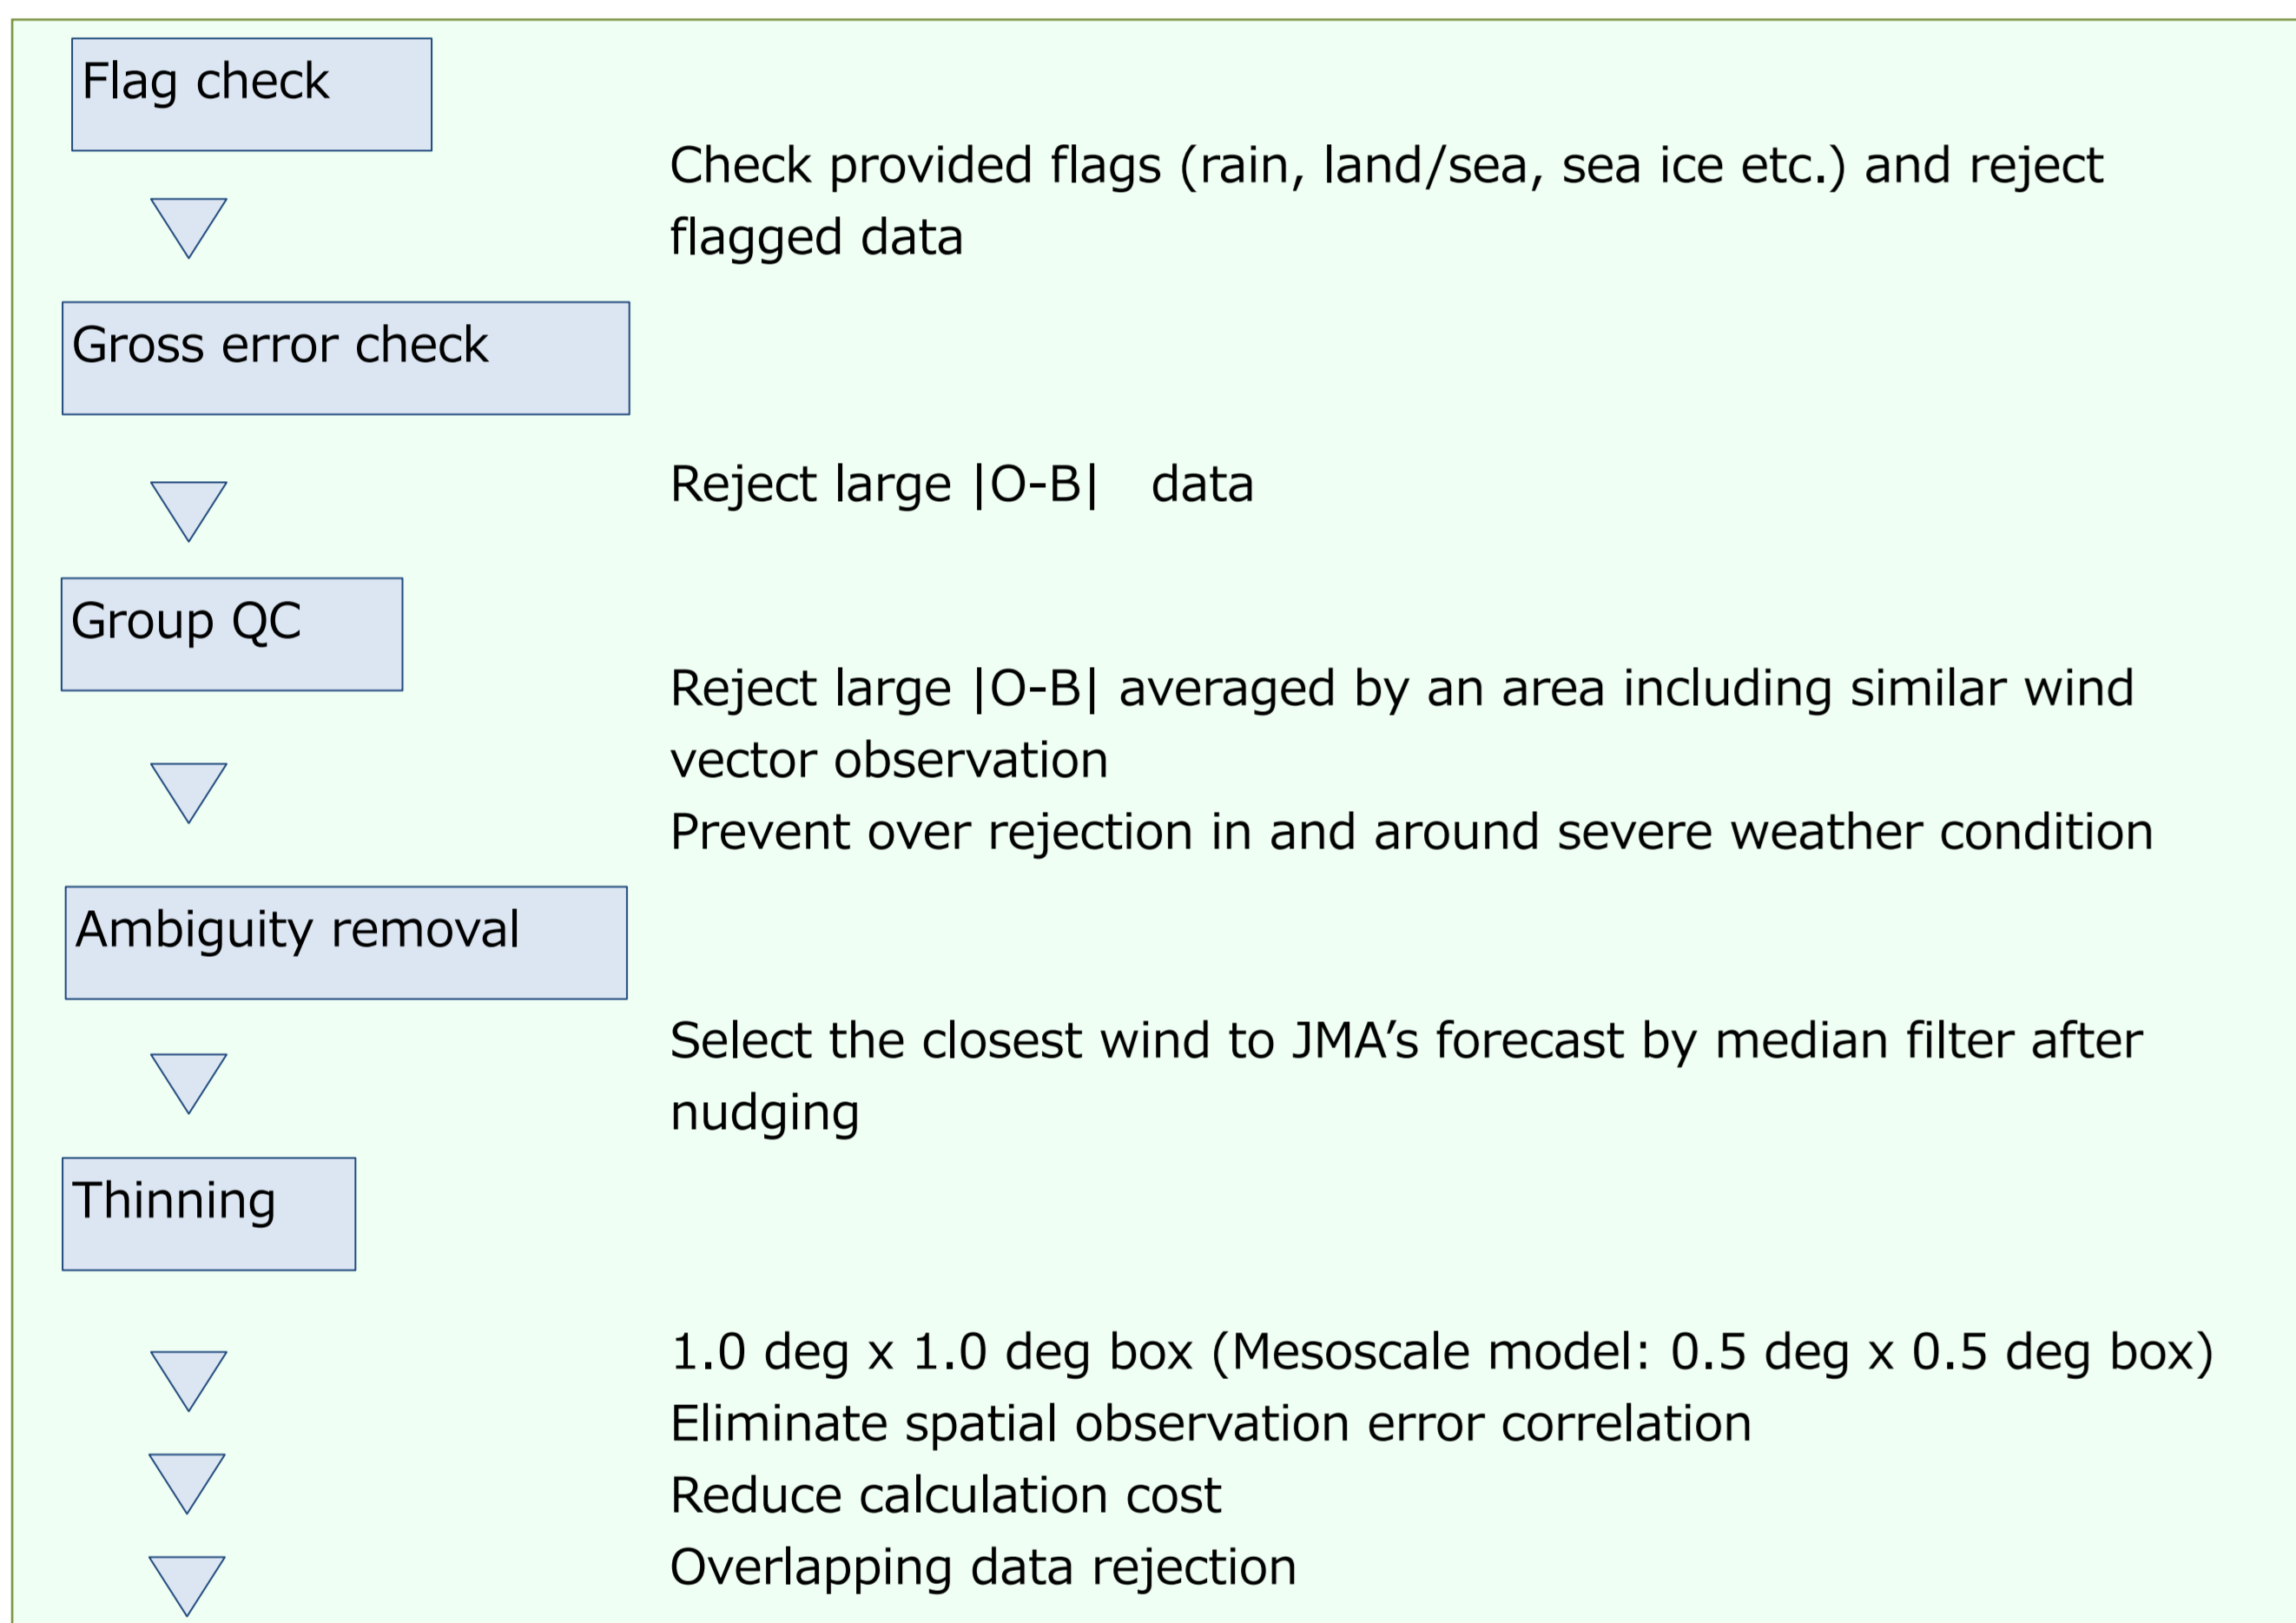 Flag check
Check provided flags (rain, land/sea, sea ice etc.) and reject
flagged data
Gross error check
Reject large |O-B| data
Group QC
Reject large |O-B| averaged by an area including similar wind
vector observation
Prevent over rejection in and around severe weather condition
Ambiguity removal
Select the closest wind to JMA’s forecast by median filter after
nudging
Thinning
1.0 deg x 1.0 deg box (Mesoscale model: 0.5 deg x 0.5 deg box)
Eliminate spatial observation error correlation
Reduce calculation cost
Overlapping data rejection